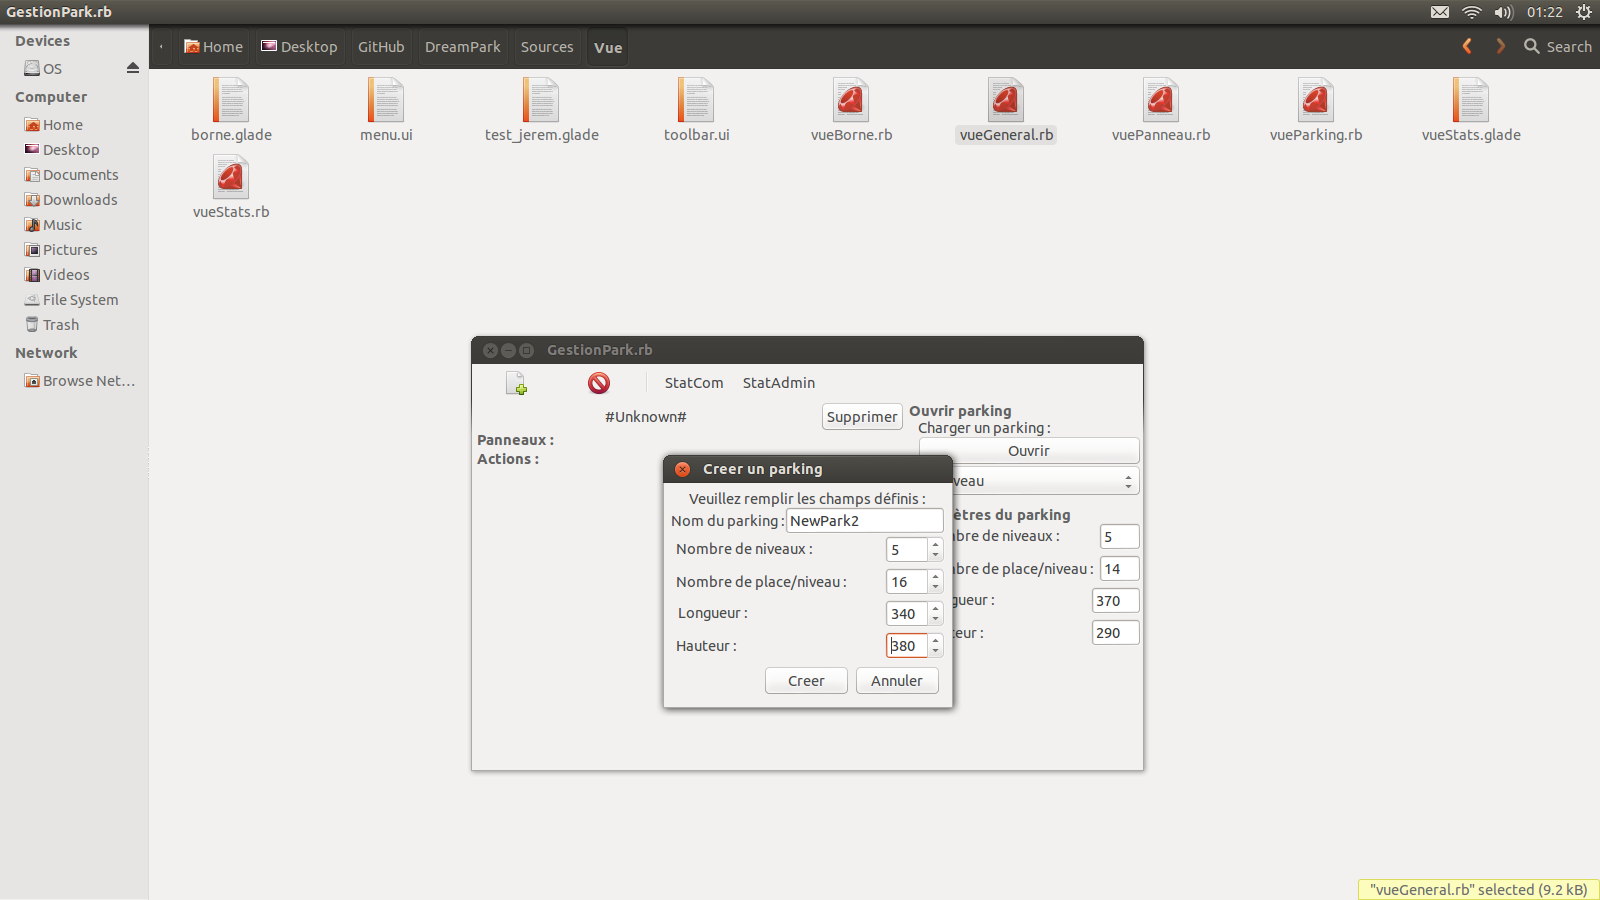 GestionPark.rb
01:22
Devices
OS
Computer
Home
Desktop
Documents
Downloads
Music
Pictures
Videos
File System
Trash
Network
Browse Net...
Home
Desktop
GitHub
DreamPark
Sources
Vue
Search
borne.glade
menu.ui
test_jerem.glade
toolbar.ui
vueBorne.rb
vueGeneral.rb
vuePanneau.rb
vueParking.rb
vueStats.glade
vueStats.rb
GestionPark.rb
StatCom
StatAdmin
#Unknown#
Supprimer
Panneaux :
Actions :
Ouvrir parking
Charger un parking :
Ouvrir
veau
ètres du parking
bre de niveaux :
5
bre de place/niveau :
14
gueur :
370
teur :
290
Creer un parking
Veuillez remplir les champs définis :
Nom du parking :
NewPark2
Nombre de niveaux :
5
Nombre de place/niveau :
16
Longueur :
340
Hauteur :
380
Creer
Annuler
"vueGeneral.rb" selected (9.2 kB)